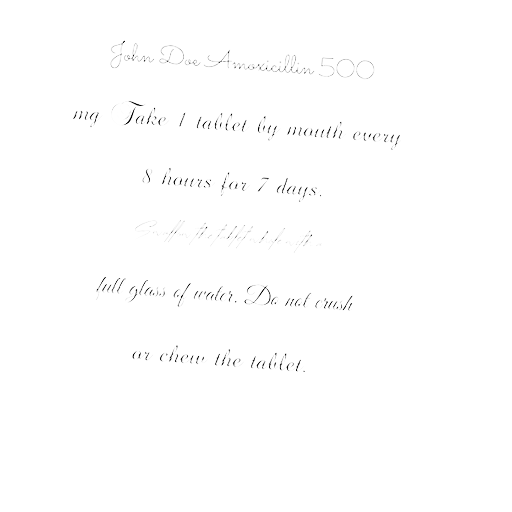 John Doe Amoxicillin 500
mg Take 1 tablet by mouth every
8 hours for 7 days.
full glass of water. Do not crush
or chew the tablet.